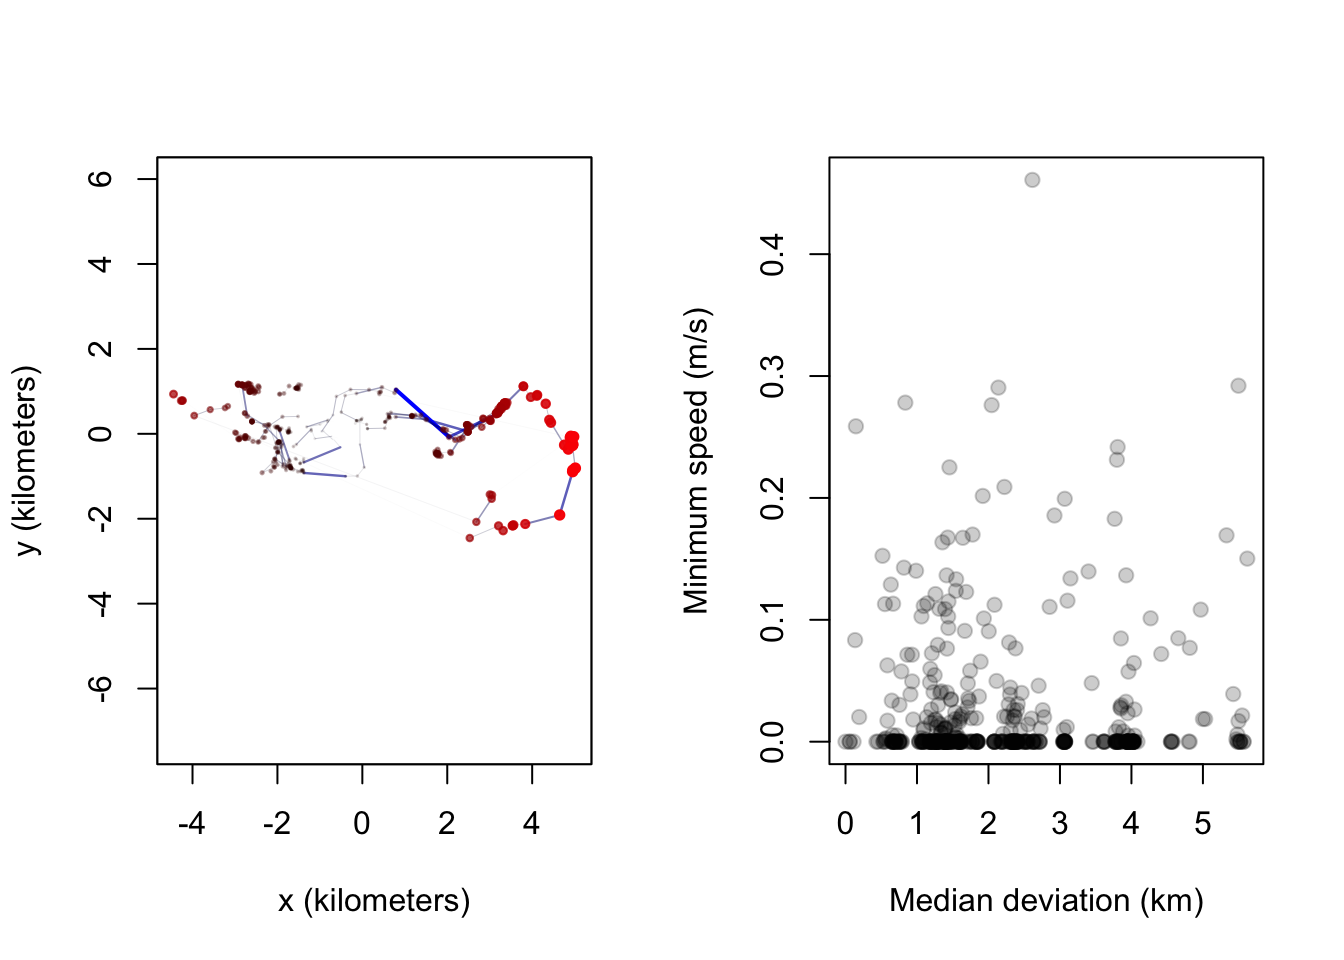 6
4
2
0
-2
-4
-6
y (kilometers)
-4 -2 0 2 4
x (kilometers)
0.4
0.3
0.2
0.1
0.0
Minimum speed (m/s)
0 1 2 3 4 5
Median deviation (km)